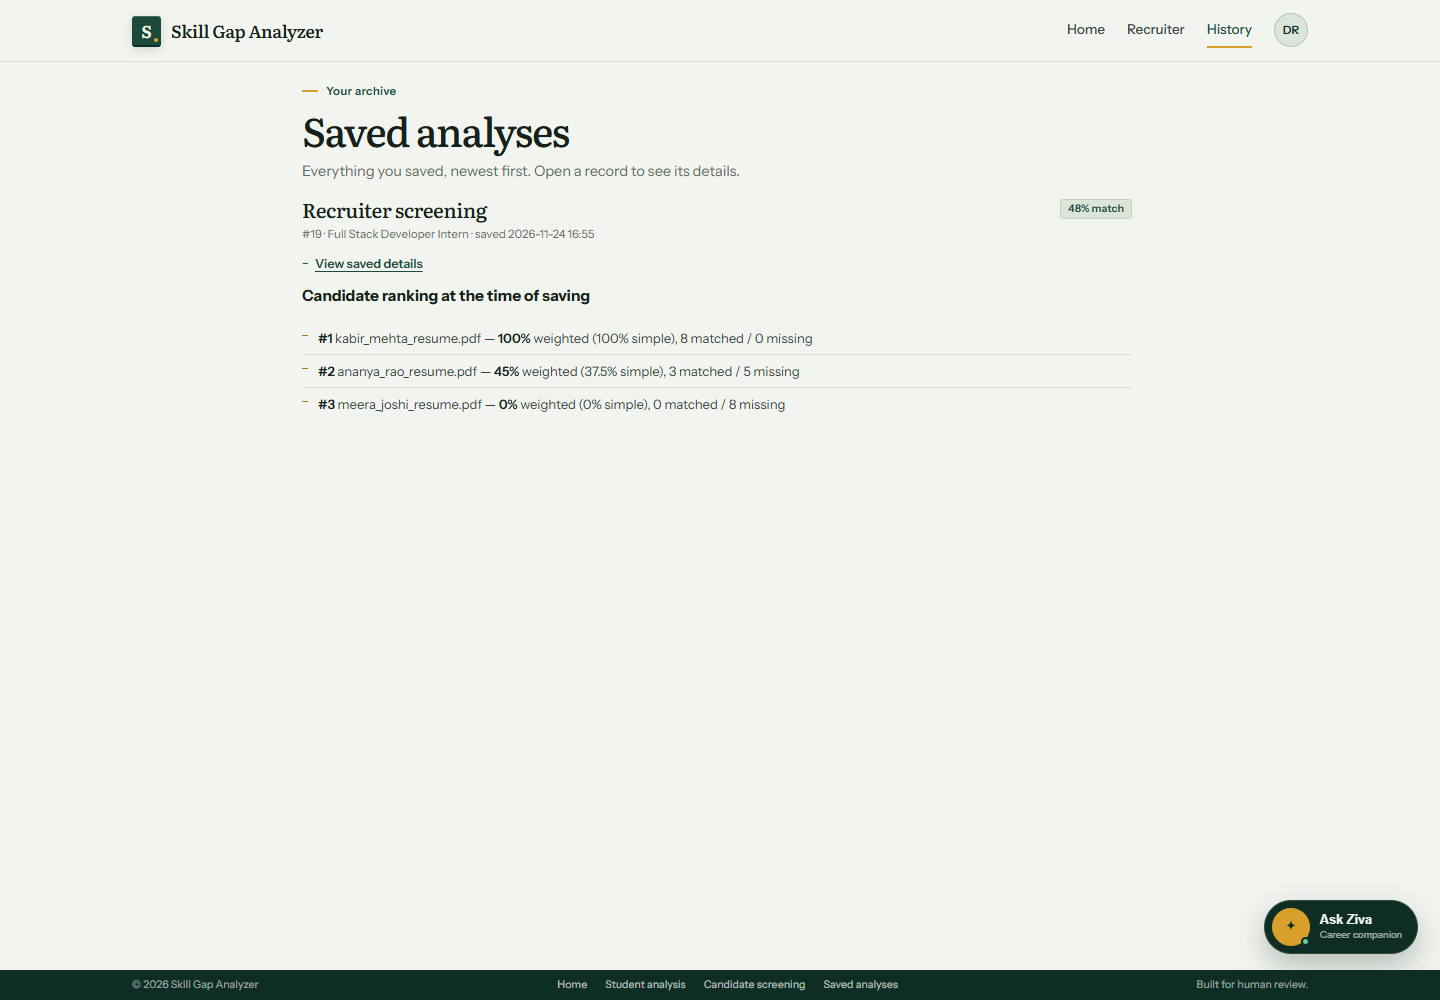 S. Skill Gap Analyzer
Home Recruiter History DR
Your archive
Saved analyses
Everything you saved, newest first. Open a record to see its details.
Recruiter screening 48% match
#19 · Full Stack Developer Intern · saved 2026-11-24 16:55
– View saved details
Candidate ranking at the time of saving
– #1 kabir_mehta_resume.pdf — 100% weighted (100% simple), 8 matched / 0 missing
– #2 ananya_rao_resume.pdf — 45% weighted (37.5% simple), 3 matched / 5 missing
– #3 meera_joshi_resume.pdf — 0% weighted (0% simple), 0 matched / 8 missing
Ask Ziva
Career companion
© 2026 Skill Gap Analyzer Home Student analysis Candidate screening Saved analyses Built for human review.